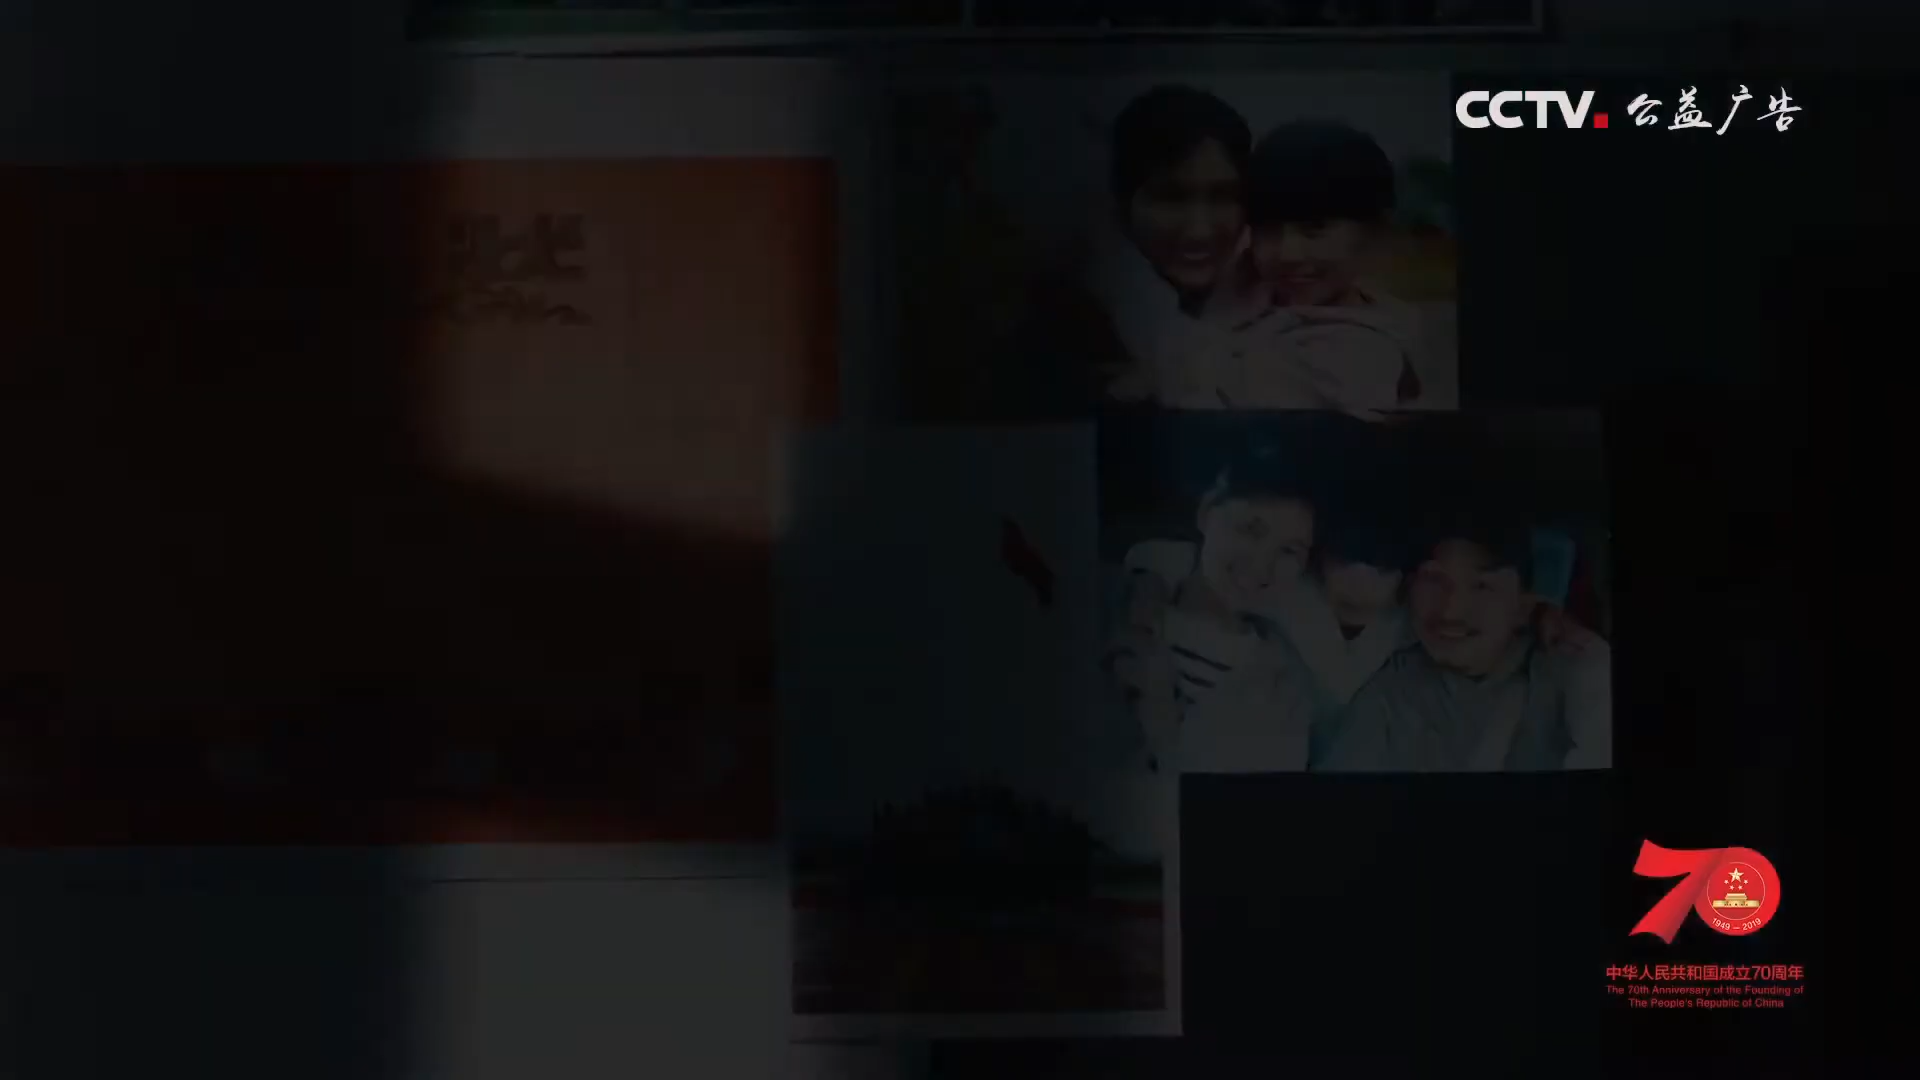 CCTV. 公益广告
1949—2019
中华人民共和国成立70周年
The 70th Anniversary of the Founding of
The People's Republic of China